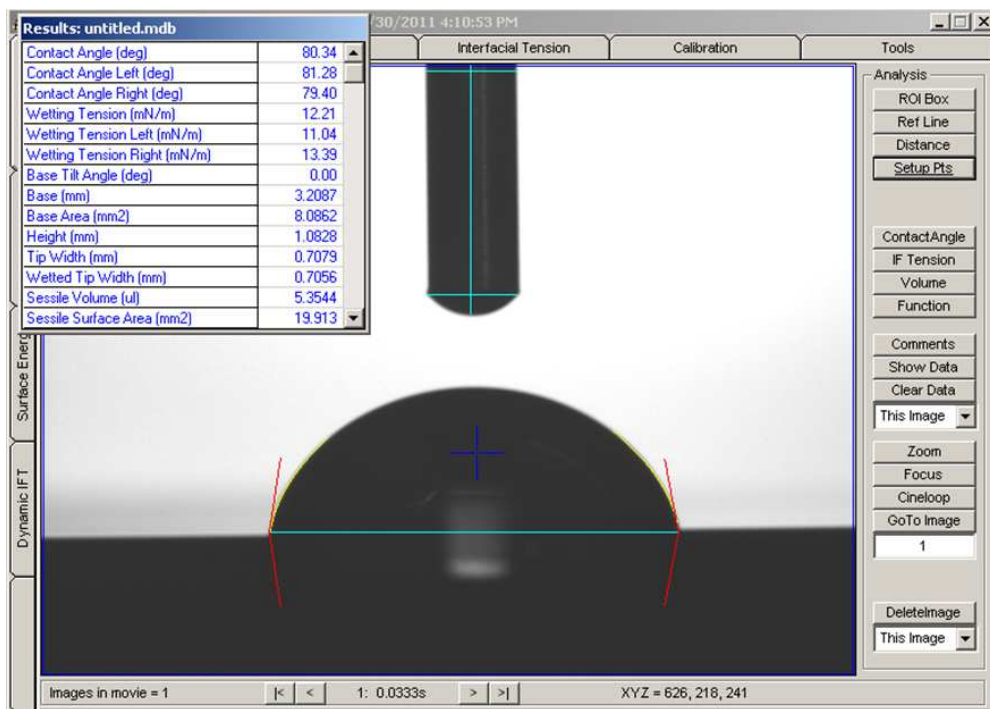 Results: untitled.mdb
/30/2011 4:10:53 PM
Interfacial Tension
Calibration
Tools
Contact Angle (deg) 80.34
Contact Angle Left (deg) 81.28
Contact Angle Right (deg) 79.40
Wetting Tension (mN/m) 12.21
Wetting Tension Left (mN/m) 11.04
Wetting Tension Right (mN/m) 13.39
Base Tilt Angle (deg) 0.00
Base (mm) 3.2087
Base Area (mm2) 8.0862
Height (mm) 1.0828
Tip Width (mm) 0.7079
Wetted Tip Width (mm) 0.7056
Sessile Volume (ul) 5.3544
Sessile Surface Area (mm2) 19.913
Surface Energ
Dynamic IFT
Analysis
ROI Box
Ref Line
Distance
Setup Pts
ContactAngle
IF Tension
Volume
Function
Comments
Show Data
Clear Data
This Image
Zoom
Focus
Cineloop
GoTo Image
1
DeleteImage
This Image
Images in movie = 1
|< < 1: 0.0333s > >|
XYZ = 626, 218, 241